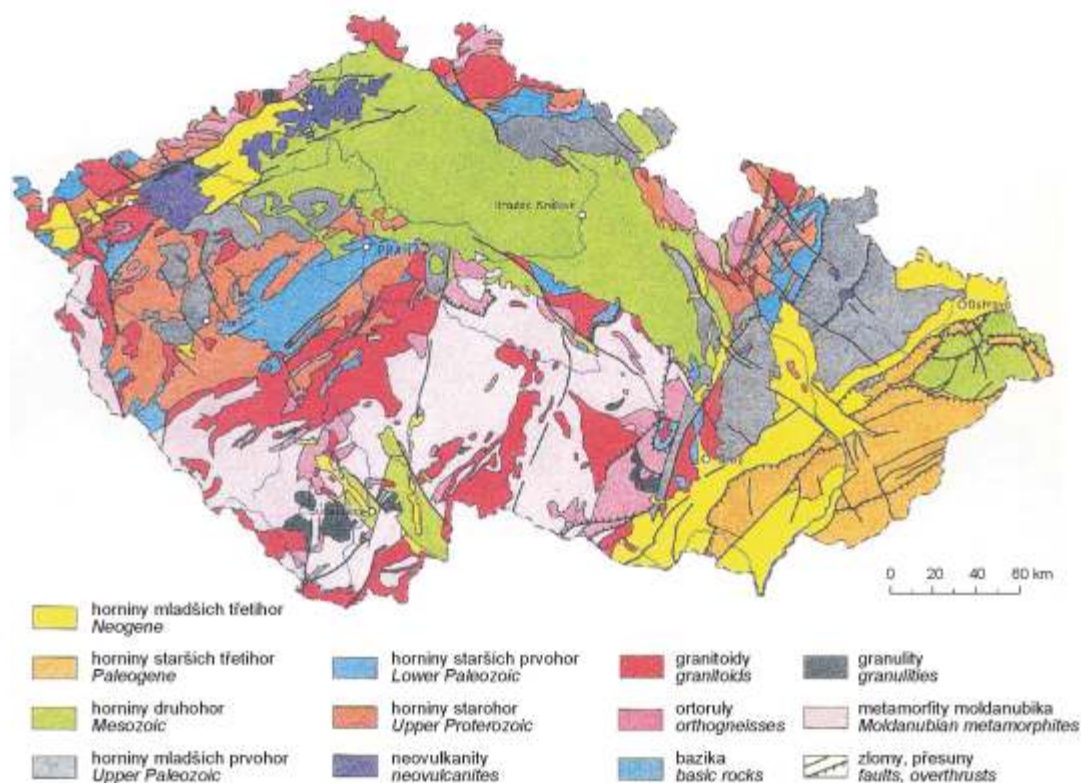 Hradec Králové
Ostrava
0 20 40 60 km
horniny mladších třetihor
Neogene
horniny starších třetihor
Paleogene
horniny druhohor
Mesozoic
horniny mladších prvohor
Upper Paleozoic
horniny starších prvohor
Lower Paleozoic
horniny starohor
Upper Proterozoic
neovulkanity
neovulcanites
granitoidy
granitoids
ortoruly
orthogneisses
bazika
basic rocks
granulity
granulities
metamorfity moldanubika
Moldanubian metamorphites
zlomy, přesuny
faults, overthrusts